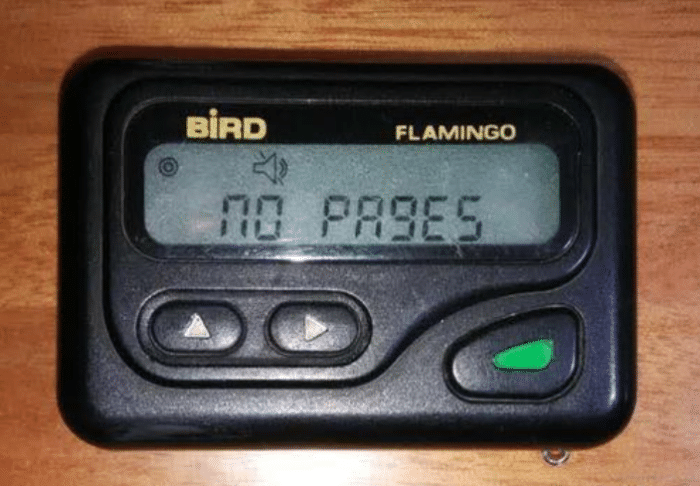 BiRD FLAMINGO
NO PAGES